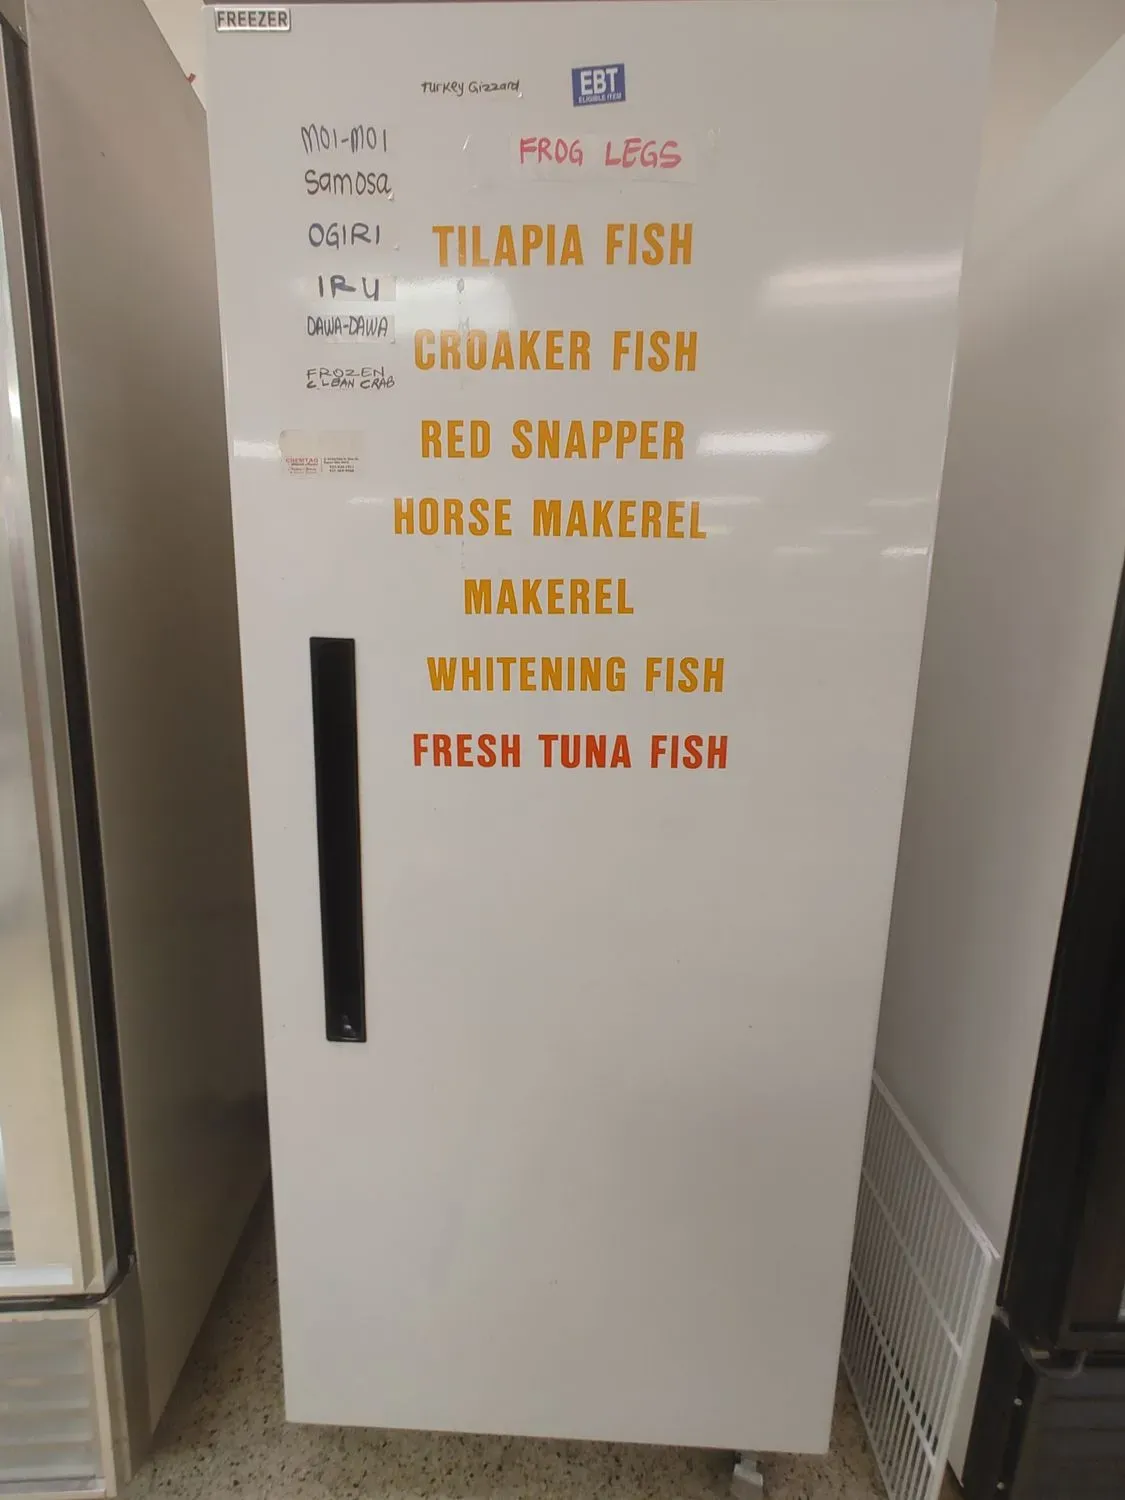 FREEZER
Turkey Gizzard
EBT
ELIGIBLE ITEM
MOI-MOI
FROG LEGS
Samosa
OGIRI
TILAPIA FISH
IRU
DAWA-DAWA
CROAKER FISH
FROZEN
CLEAN CRAB
RED SNAPPER
HORSE MAKEREL
MAKEREL
WHITENING FISH
FRESH TUNA FISH